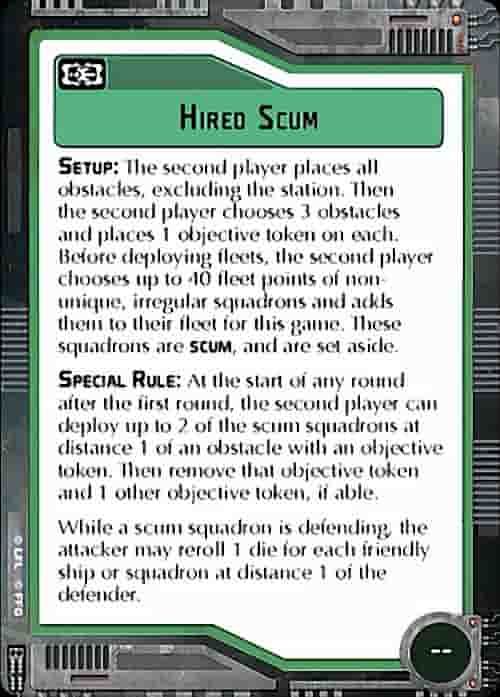 HIRED SCUM
SETUP: The second player places all
obstacles, excluding the station. Then
the second player chooses 3 obstacles
and places 1 objective token on each.
Before deploying fleets, the second player
chooses up to 40 fleet points of non-
unique, irregular squadrons and adds
them to their fleet for this game. These
squadrons are SCUM, and are set aside.
SPECIAL RULE: At the start of any round
after the first round, the second player can
deploy up to 2 of the scum squadrons at
distance 1 of an obstacle with an objective
token. Then remove that objective token
and 1 other objective token, if able.
While a scum squadron is defending, the
attacker may reroll 1 die for each friendly
ship or squadron at distance 1 of the
defender.
© LFL © FFG
--